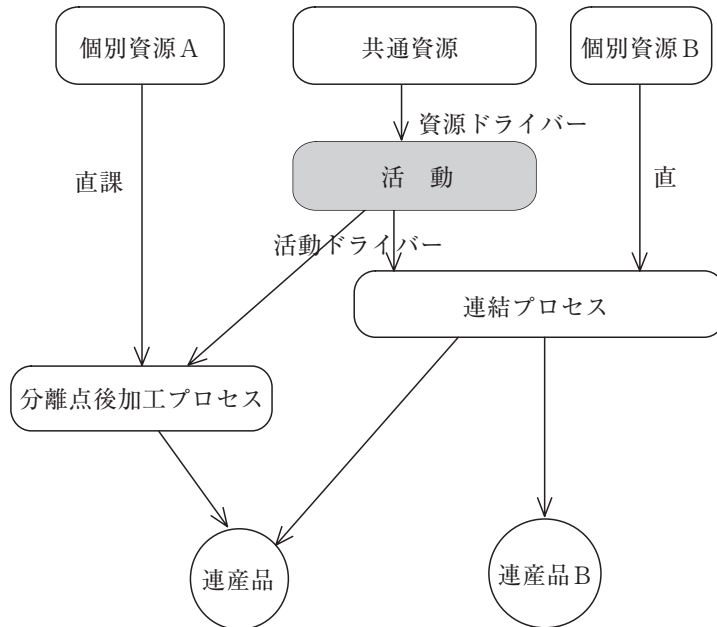 個別資源A
共通資源
個別資源B
資源ドライバー
活　動
直課
直
活動ドライバー
連結プロセス
分離点後加工プロセス
連産品
連産品B